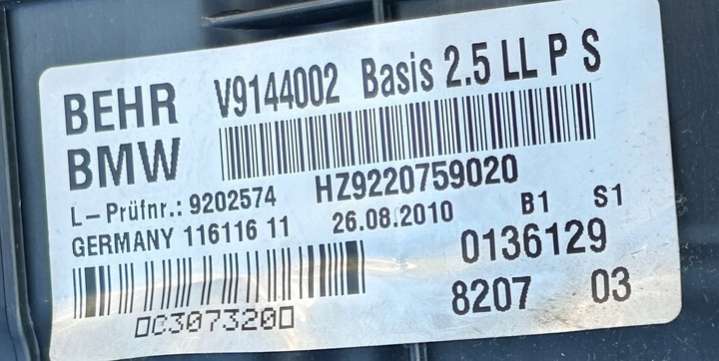 BEHR V9144002 Basis 2.5 LL P S
BMW
L-Prüfnr.: 9202574 HZ9220759020
GERMANY 116116 11 26.08.2010 B1 S1
0136129
C3073200 8207 03